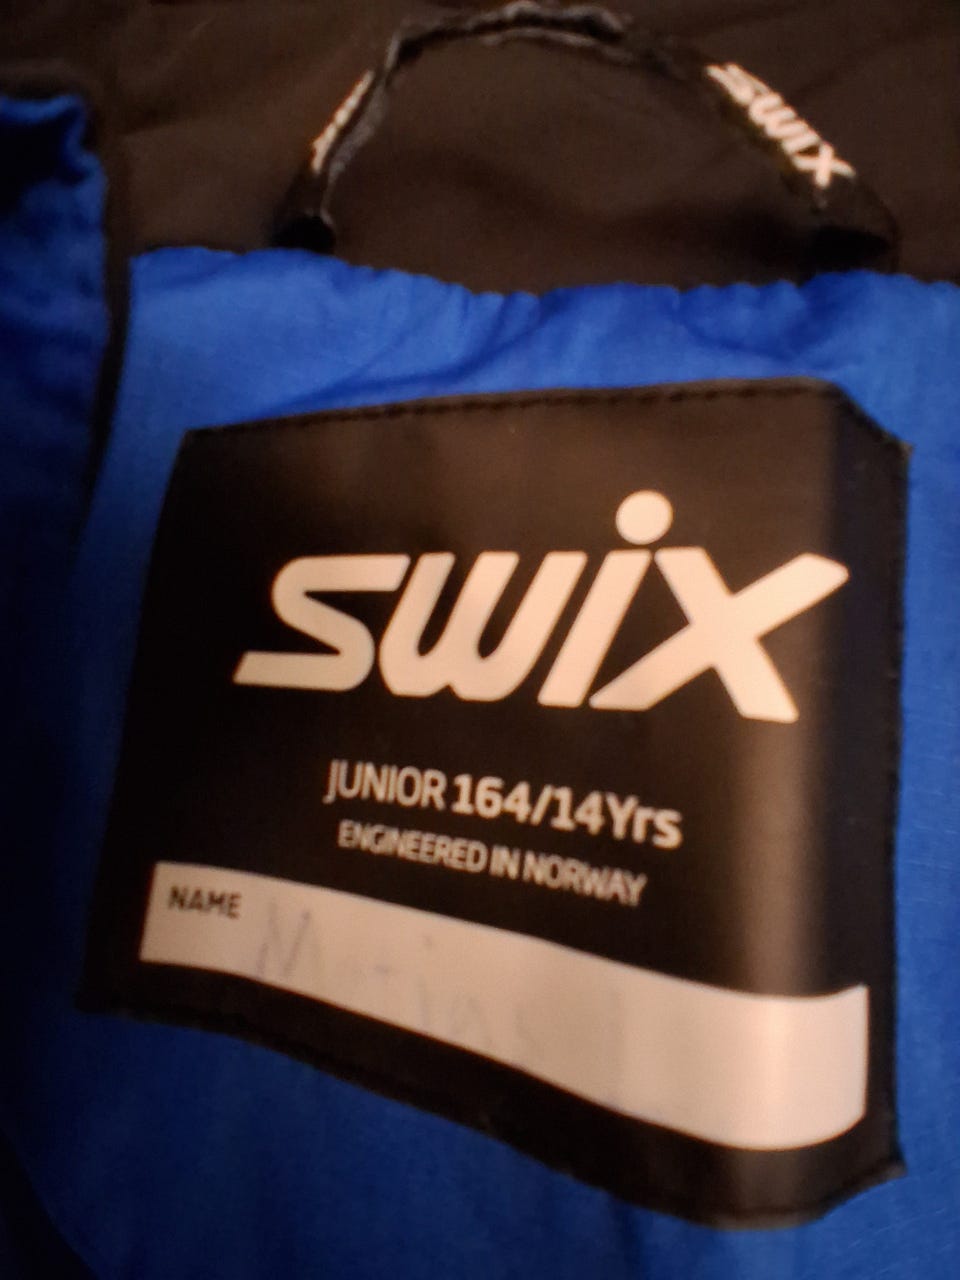 swix
swix
JUNIOR 164/14Yrs
ENGINEERED IN NORWAY
NAME